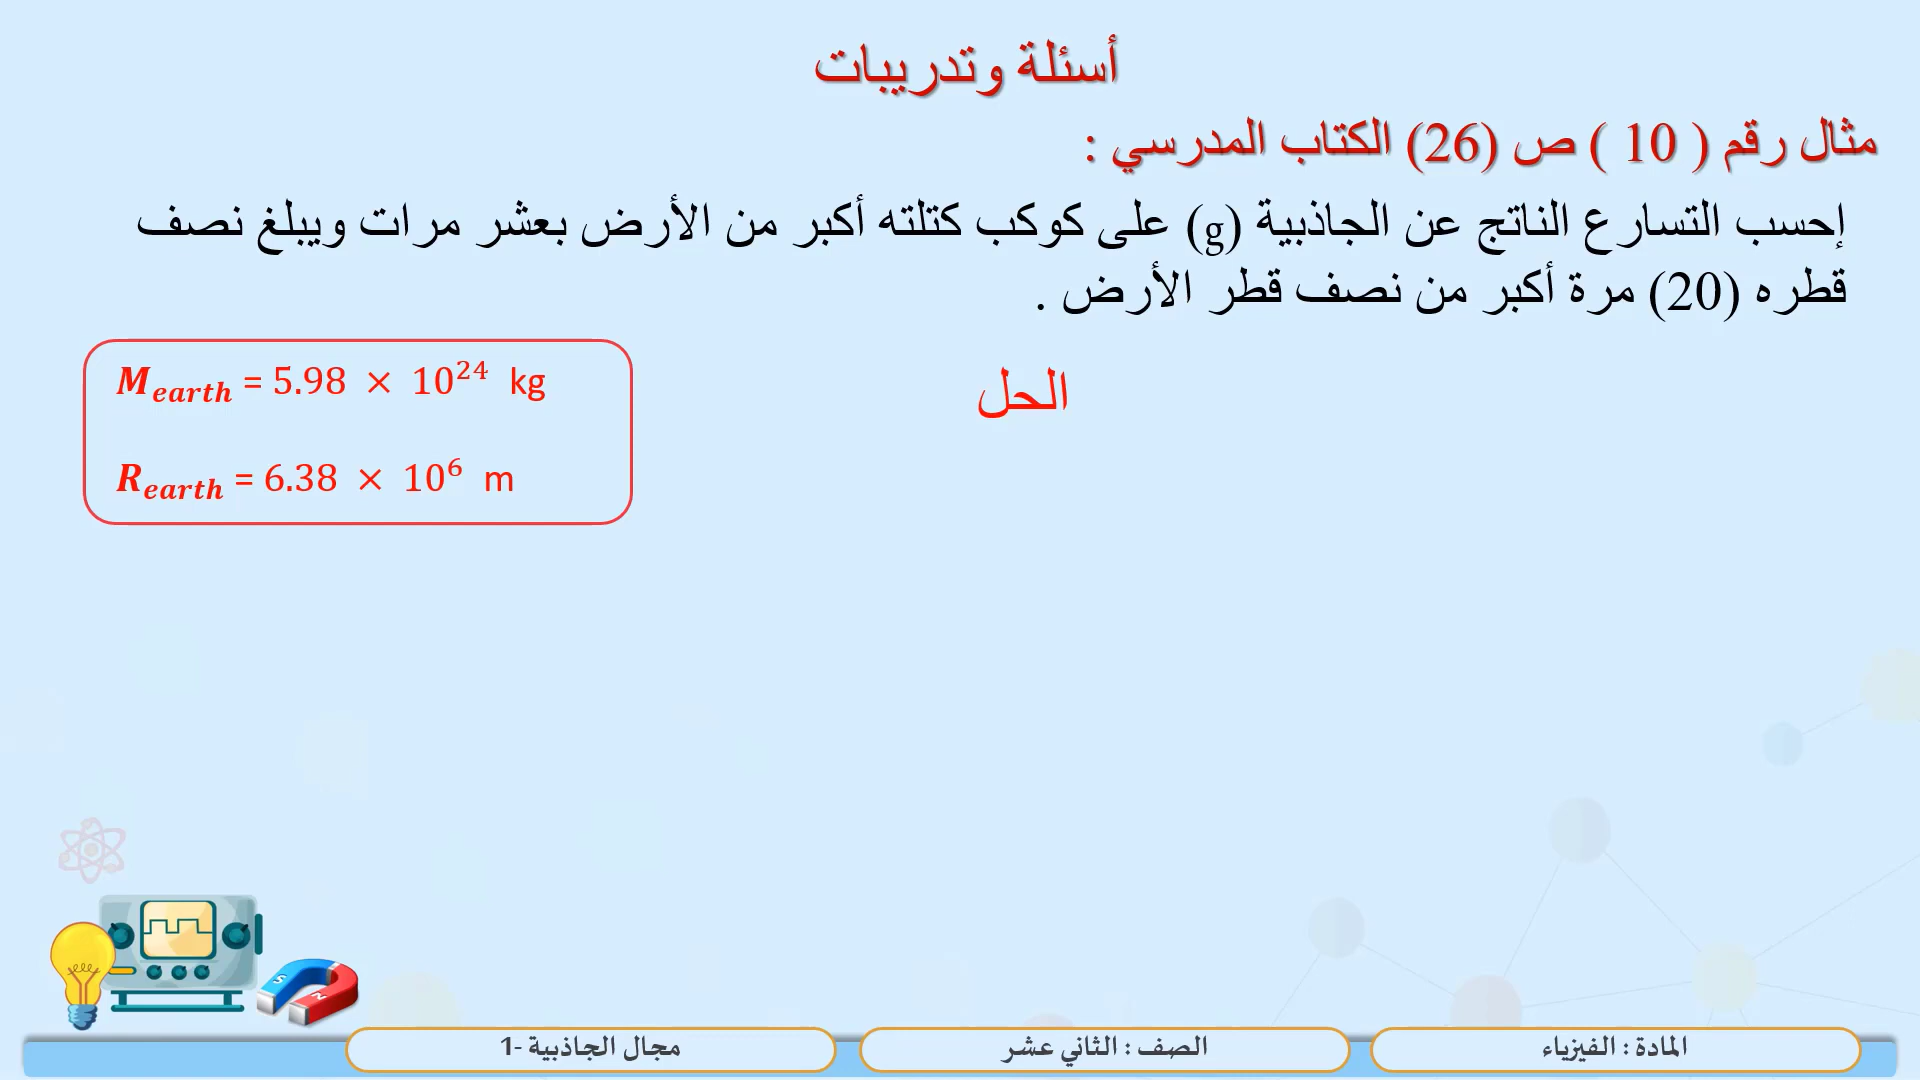 أسئلة وتدريبات
مثال رقم ( 10 ) ص (26) الكتاب المدرسي :
إحسب التسارع الناتج عن الجاذبية (g) على كوكب كتلته أكبر من الأرض بعشر مرات ويبلغ نصف
قطره (20) مرة أكبر من نصف قطر الأرض .
الحل
M_earth = 5.98 × 10²⁴ kg
R_earth = 6.38 × 10⁶ m
S
N
المادة : الفيزياء
الصف : الثاني عشر
مجال الجاذبية -1